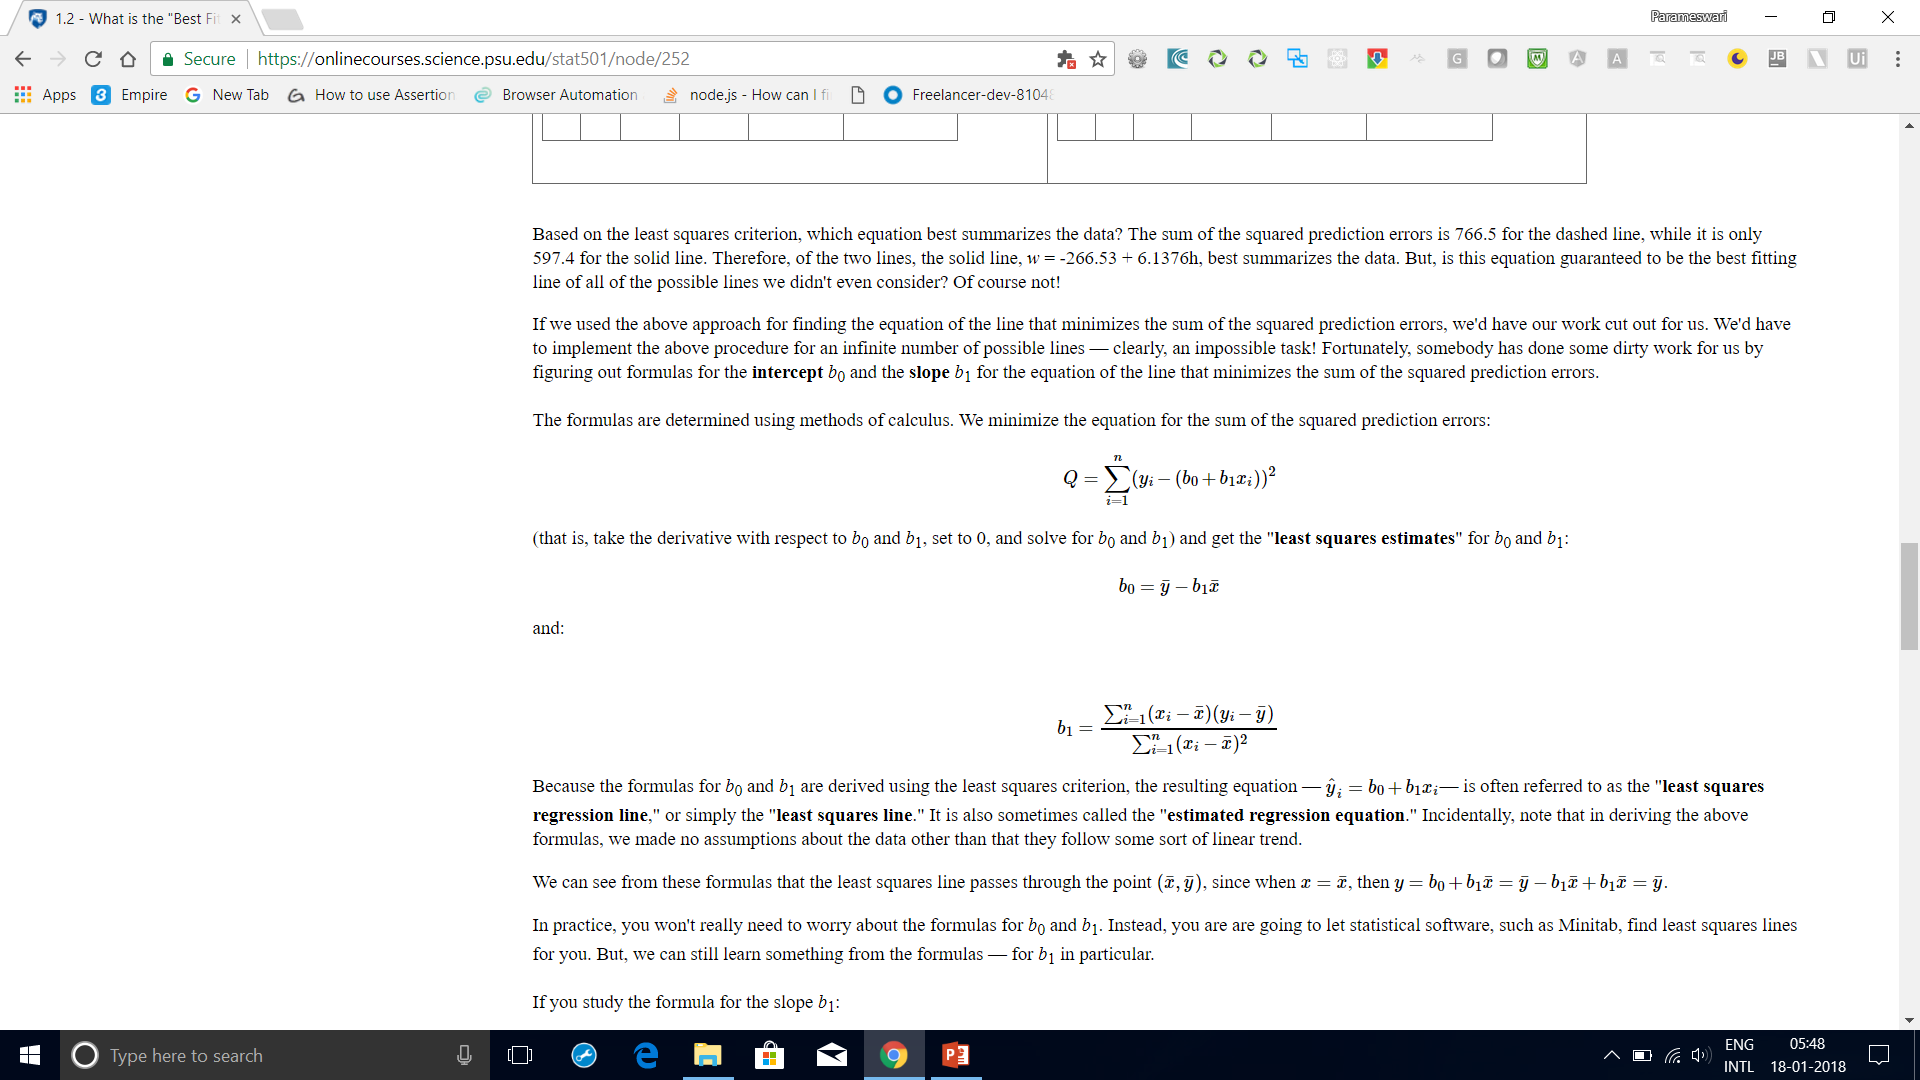 1.2 - What is the "Best Fit
Parameswari
Secure https://onlinecourses.science.psu.edu/stat501/node/252
Apps Empire New Tab How to use Assertion Browser Automation node.js - How can I fi Freelancer-dev-81048
Based on the least squares criterion, which equation best summarizes the data? The sum of the squared prediction errors is 766.5 for the dashed line, while it is only
597.4 for the solid line. Therefore, of the two lines, the solid line, w = -266.53 + 6.1376h, best summarizes the data. But, is this equation guaranteed to be the best fitting
line of all of the possible lines we didn't even consider? Of course not!
If we used the above approach for finding the equation of the line that minimizes the sum of the squared prediction errors, we'd have our work cut out for us. We'd have
to implement the above procedure for an infinite number of possible lines — clearly, an impossible task! Fortunately, somebody has done some dirty work for us by
figuring out formulas for the intercept b₀ and the slope b₁ for the equation of the line that minimizes the sum of the squared prediction errors.
The formulas are determined using methods of calculus. We minimize the equation for the sum of the squared prediction errors:
Q = ∑ⁿᵢ₌₁(yᵢ − (b₀ + b₁xᵢ))²
(that is, take the derivative with respect to b₀ and b₁, set to 0, and solve for b₀ and b₁) and get the "least squares estimates" for b₀ and b₁:
b₀ = ȳ − b₁x̄
and:
b₁ = ∑ⁿᵢ₌₁(xᵢ − x̄)(yᵢ − ȳ) / ∑ⁿᵢ₌₁(xᵢ − x̄)²
Because the formulas for b₀ and b₁ are derived using the least squares criterion, the resulting equation — ŷᵢ = b₀ + b₁xᵢ— is often referred to as the "least squares
regression line," or simply the "least squares line." It is also sometimes called the "estimated regression equation." Incidentally, note that in deriving the above
formulas, we made no assumptions about the data other than that they follow some sort of linear trend.
We can see from these formulas that the least squares line passes through the point (x̄, ȳ), since when x = x̄, then y = b₀ + b₁x̄ = ȳ − b₁x̄ + b₁x̄ = ȳ.
In practice, you won't really need to worry about the formulas for b₀ and b₁. Instead, you are are going to let statistical software, such as Minitab, find least squares lines
for you. But, we can still learn something from the formulas — for b₁ in particular.
If you study the formula for the slope b₁:
Type here to search
ENG 05:48
INTL 18-01-2018